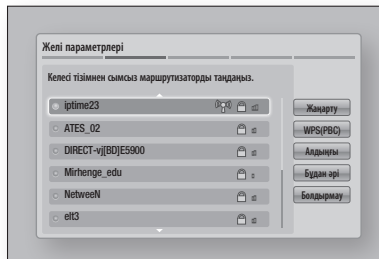 Желі параметрлері
Келесі тізімнен сымсыз маршрутизаторды таңдаңыз.
iptime23
ATES_02
DIRECT-vj[BD]E5900
Mirhenge_edu
NetweeN
elt3
Жаңарту
WPS(PBC)
Алдыңғы
Бұдан әрі
Болдырмау